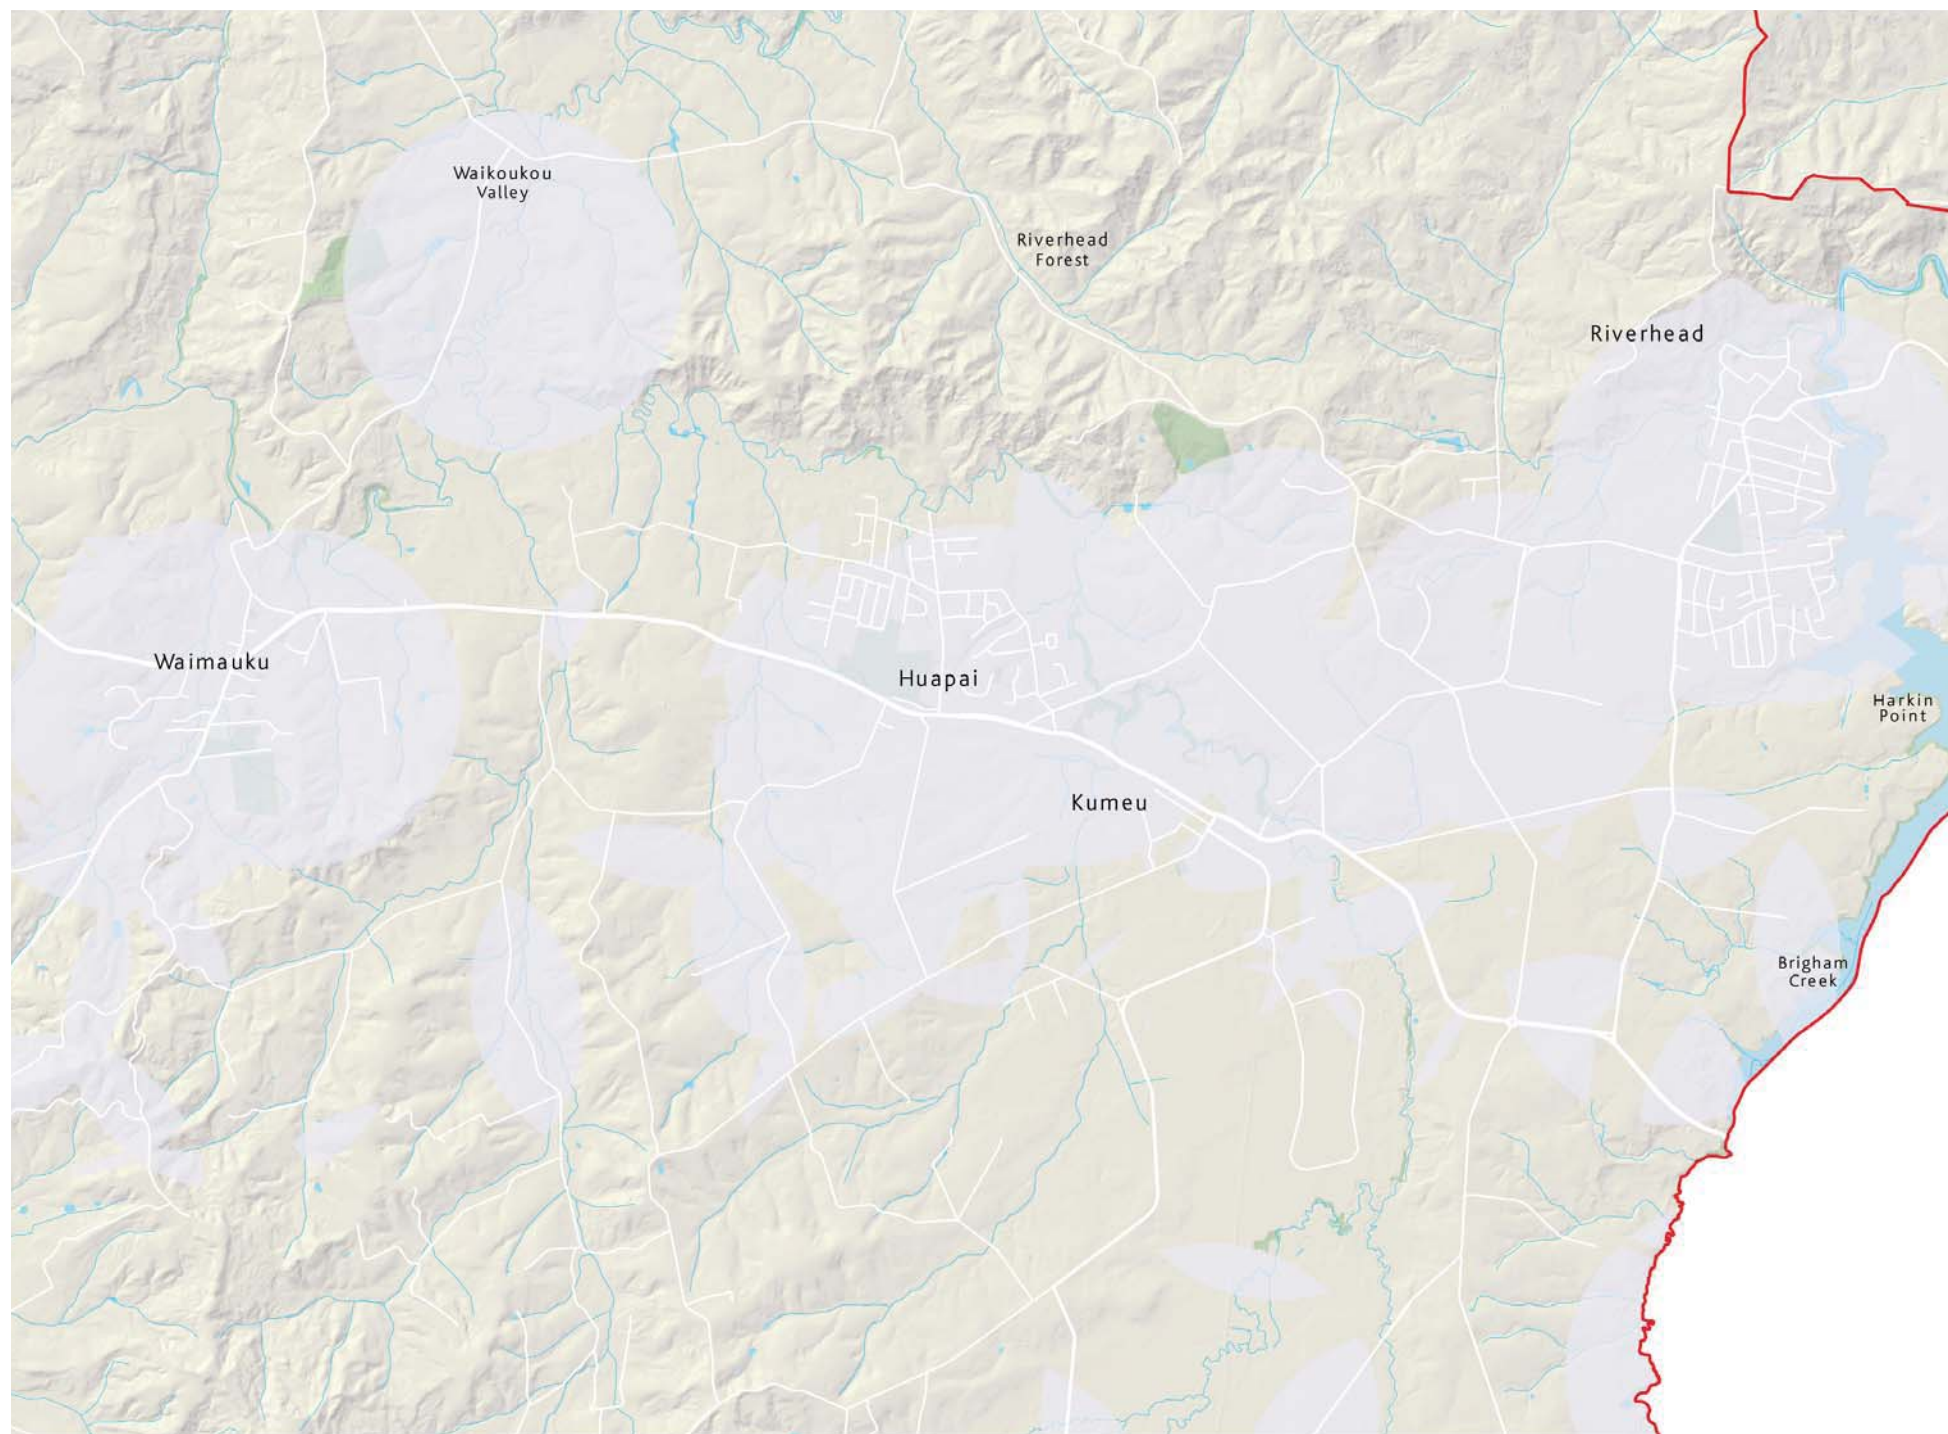 Waikoukou
Valley
Riverhead
Forest
Riverhead
Waimauku
Huapai
Harkin
Point
Kumeu
Brigham
Creek